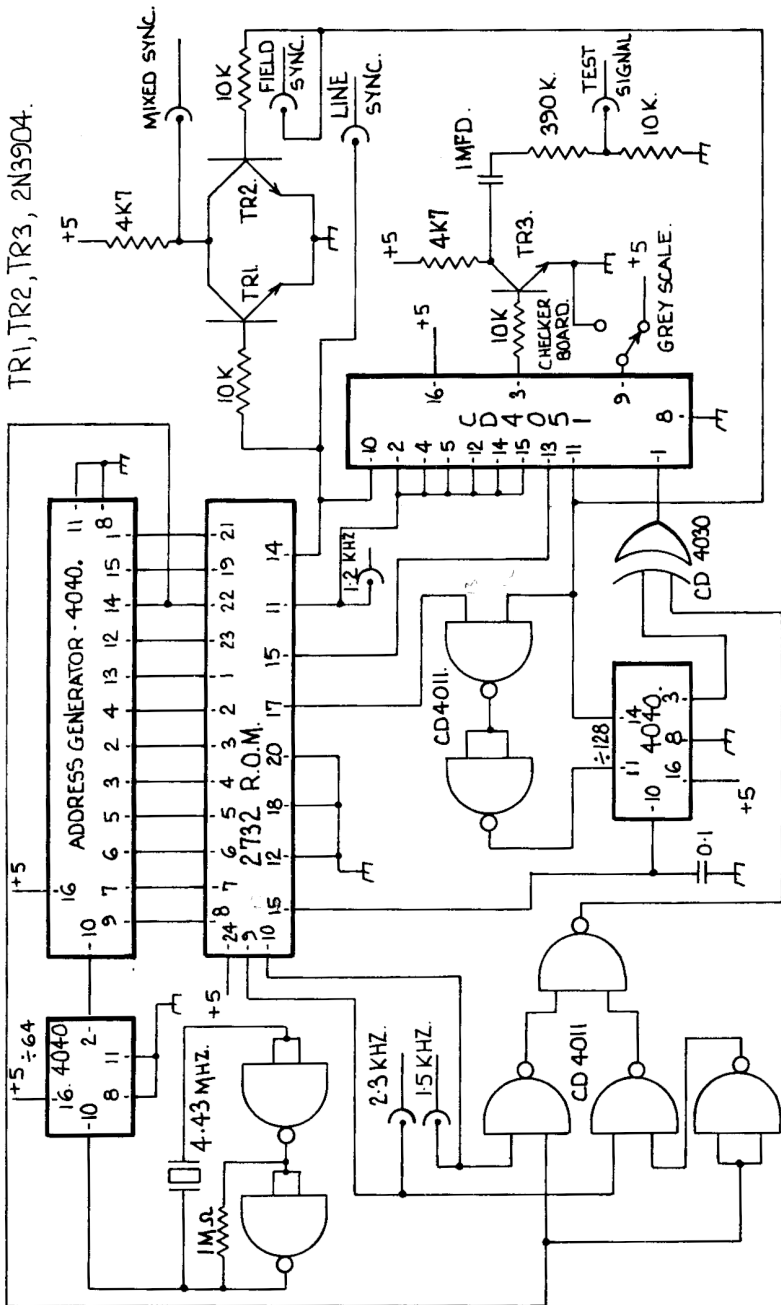 TR1, TR2, TR3, 2N3904.
MIXED SYNC.
+5
4K7
10K
FIELD SYNC.
LINE SYNC.
TR1.
TR2.
10K
+5
4K7
1MFD.
390K.
TEST SIGNAL
10K.
TR3.
10K
CHECKER BOARD.
+5
GREY SCALE.
+5
16
3
9
8
CD4051
10
2
4
5
12
14
15
13
11
1
+5
16
ADDRESS GENERATOR - 4040.
11
8
10
9
7
6
5
3
2
4
13
12
14
15
1
8
7
6
5
4
3
2
1
23
22
19
21
2732 R.O.M.
+5
24
9
10
15
12
18
20
17
15
11
14
1·2 KHZ
+5
÷64
16. 4040
2
10
8
11
4·43 MHZ.
1MΩ
2·3 KHZ.
1·5 KHZ.
CD4011.
CD 4030
÷128
4040.
11
14
10
16
8
3
+5
0·1
CD 4011